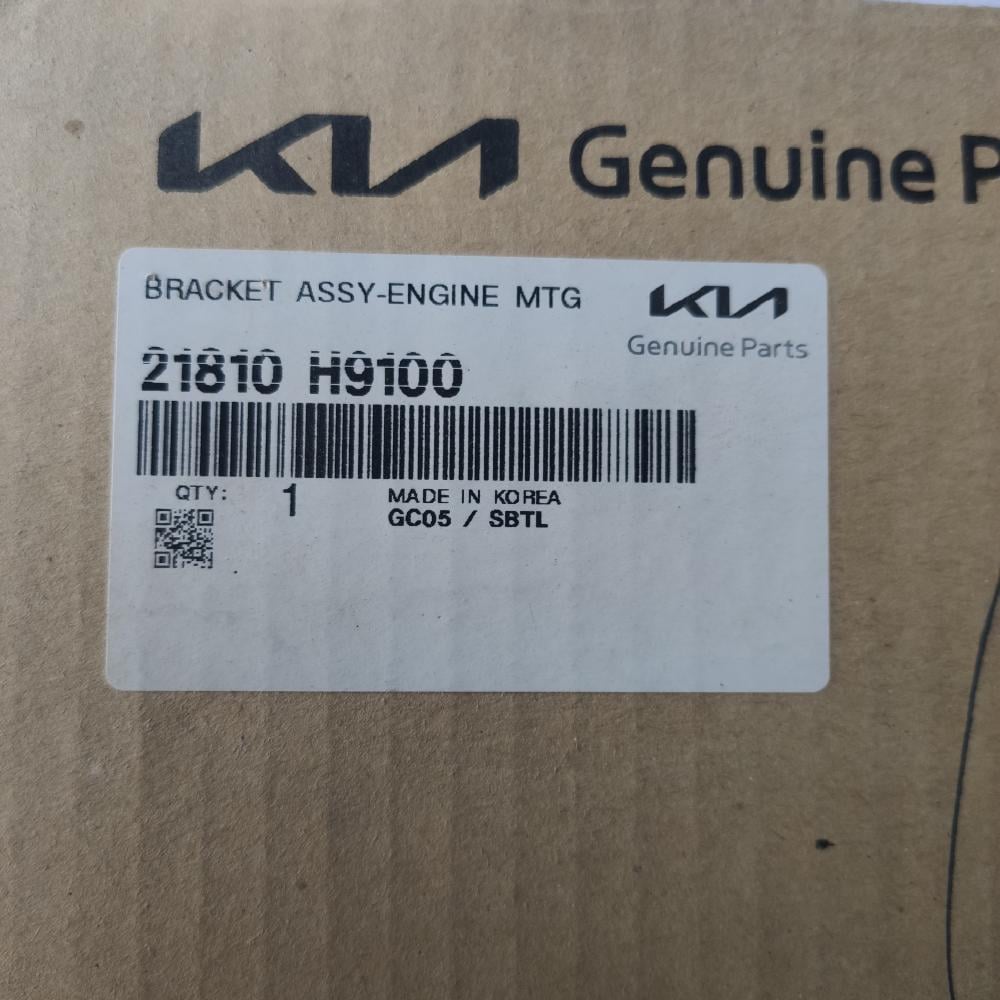 KIA Genuine P
BRACKET ASSY-ENGINE MTG
KIA
Genuine Parts
21810 H9100
QTY: 1
MADE IN KOREA
GC05 / SBTL